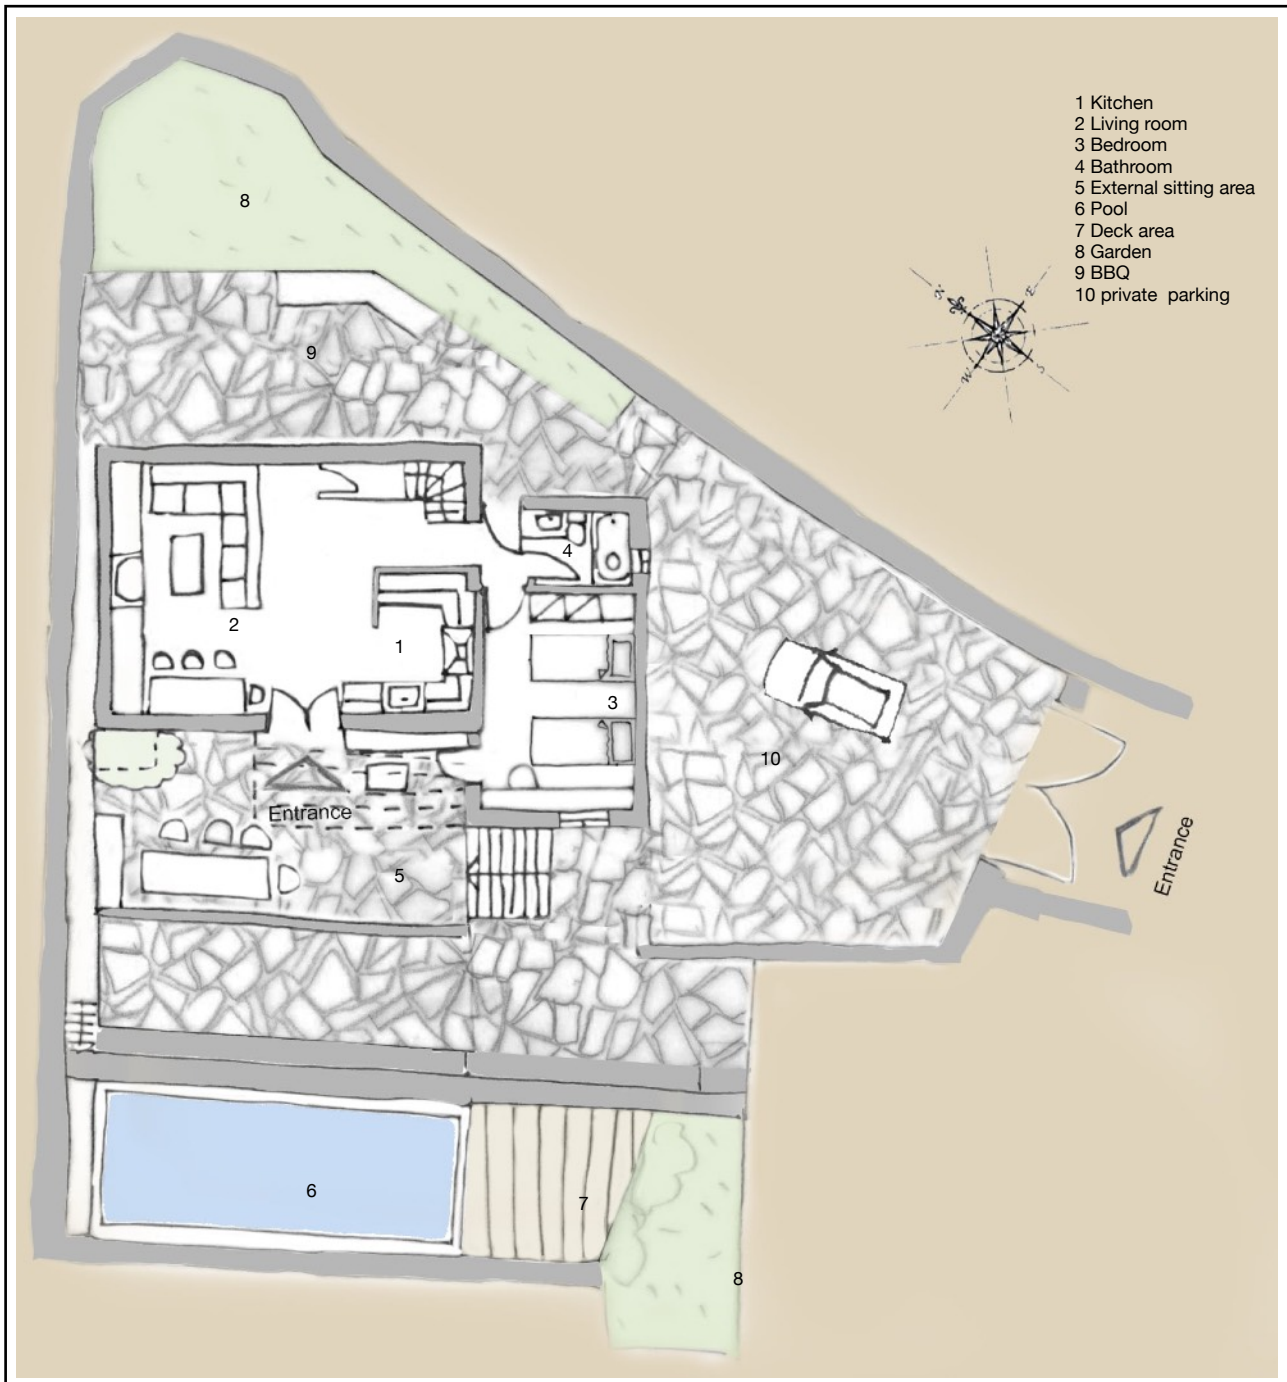 1 Kitchen
2 Living room
3 Bedroom
4 Bathroom
5 External sitting area
6 Pool
7 Deck area
8 Garden
9 BBQ
10 private  parking
8
N
E
W
S
9
4
2
1
3
10
Entrance
5
Entrance
6
7
8